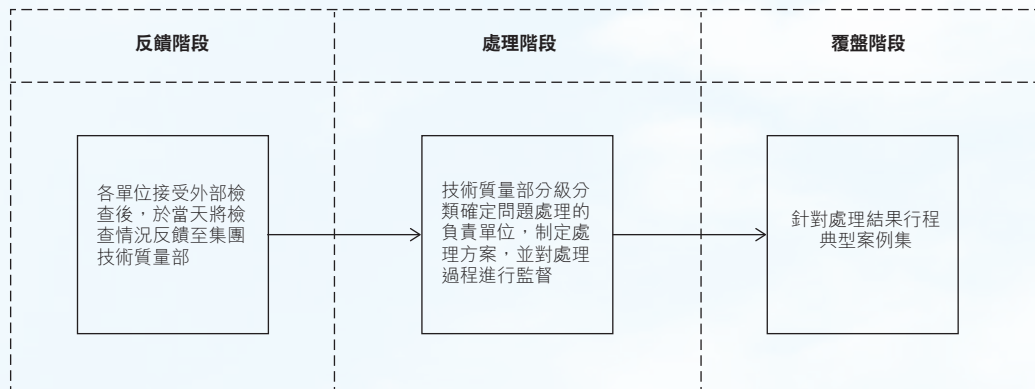 反饋階段
處理階段
覆盤階段
各單位接受外部檢
查後，於當天將檢
查情況反饋至集團
技術質量部
技術質量部分級分
類確定問題處理的
負責單位，制定處
理方案，並對處理
過程進行監督
針對處理結果行程
典型案例集